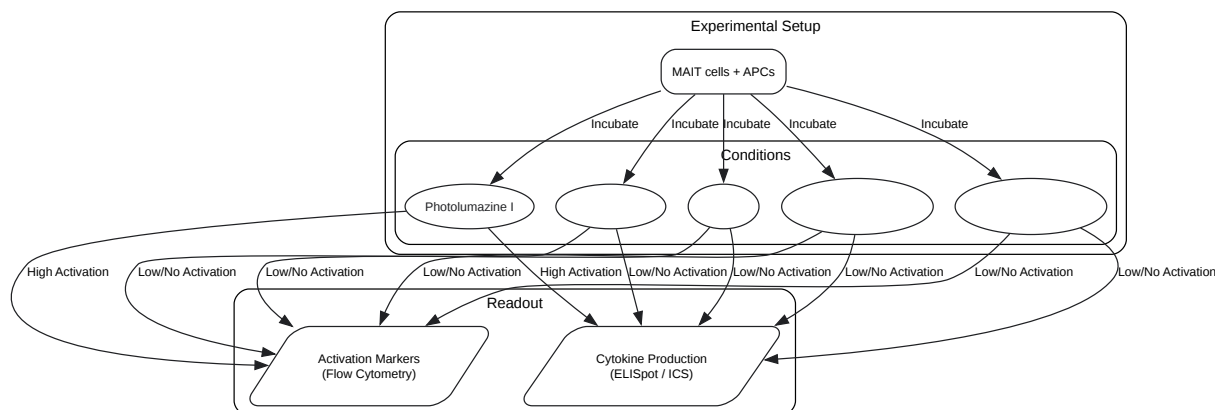 Experimental Setup
MAIT cells + APCs
Incubate
Incubate
Incubate
Incubate
Incubate
Conditions
Photolumazine I
High Activation
Low/No Activation
Low/No Activation
Low/No Activation
High Activation
Low/No Activation
Low/No Activation
Low/No Activation
Low/No Activation
Low/No Activation
Readout
Activation Markers
(Flow Cytometry)
Cytokine Production
(ELISpot / ICS)